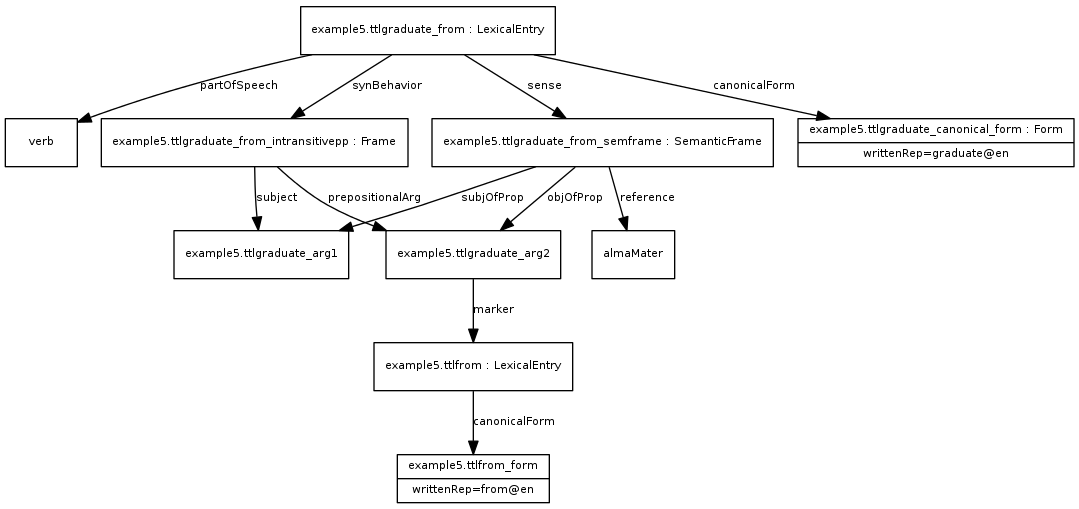 example5.ttlgraduate_from : LexicalEntry
partOfSpeech
synBehavior
sense
canonicalForm
verb
example5.ttlgraduate_from_intransitivepp : Frame
example5.ttlgraduate_from_semframe : SemanticFrame
example5.ttlgraduate_canonical_form : Form
writtenRep=graduate@en
subject
prepositionalArg
subjOfProp
objOfProp
reference
example5.ttlgraduate_arg1
example5.ttlgraduate_arg2
almaMater
marker
example5.ttlfrom : LexicalEntry
canonicalForm
example5.ttlfrom_form
writtenRep=from@en